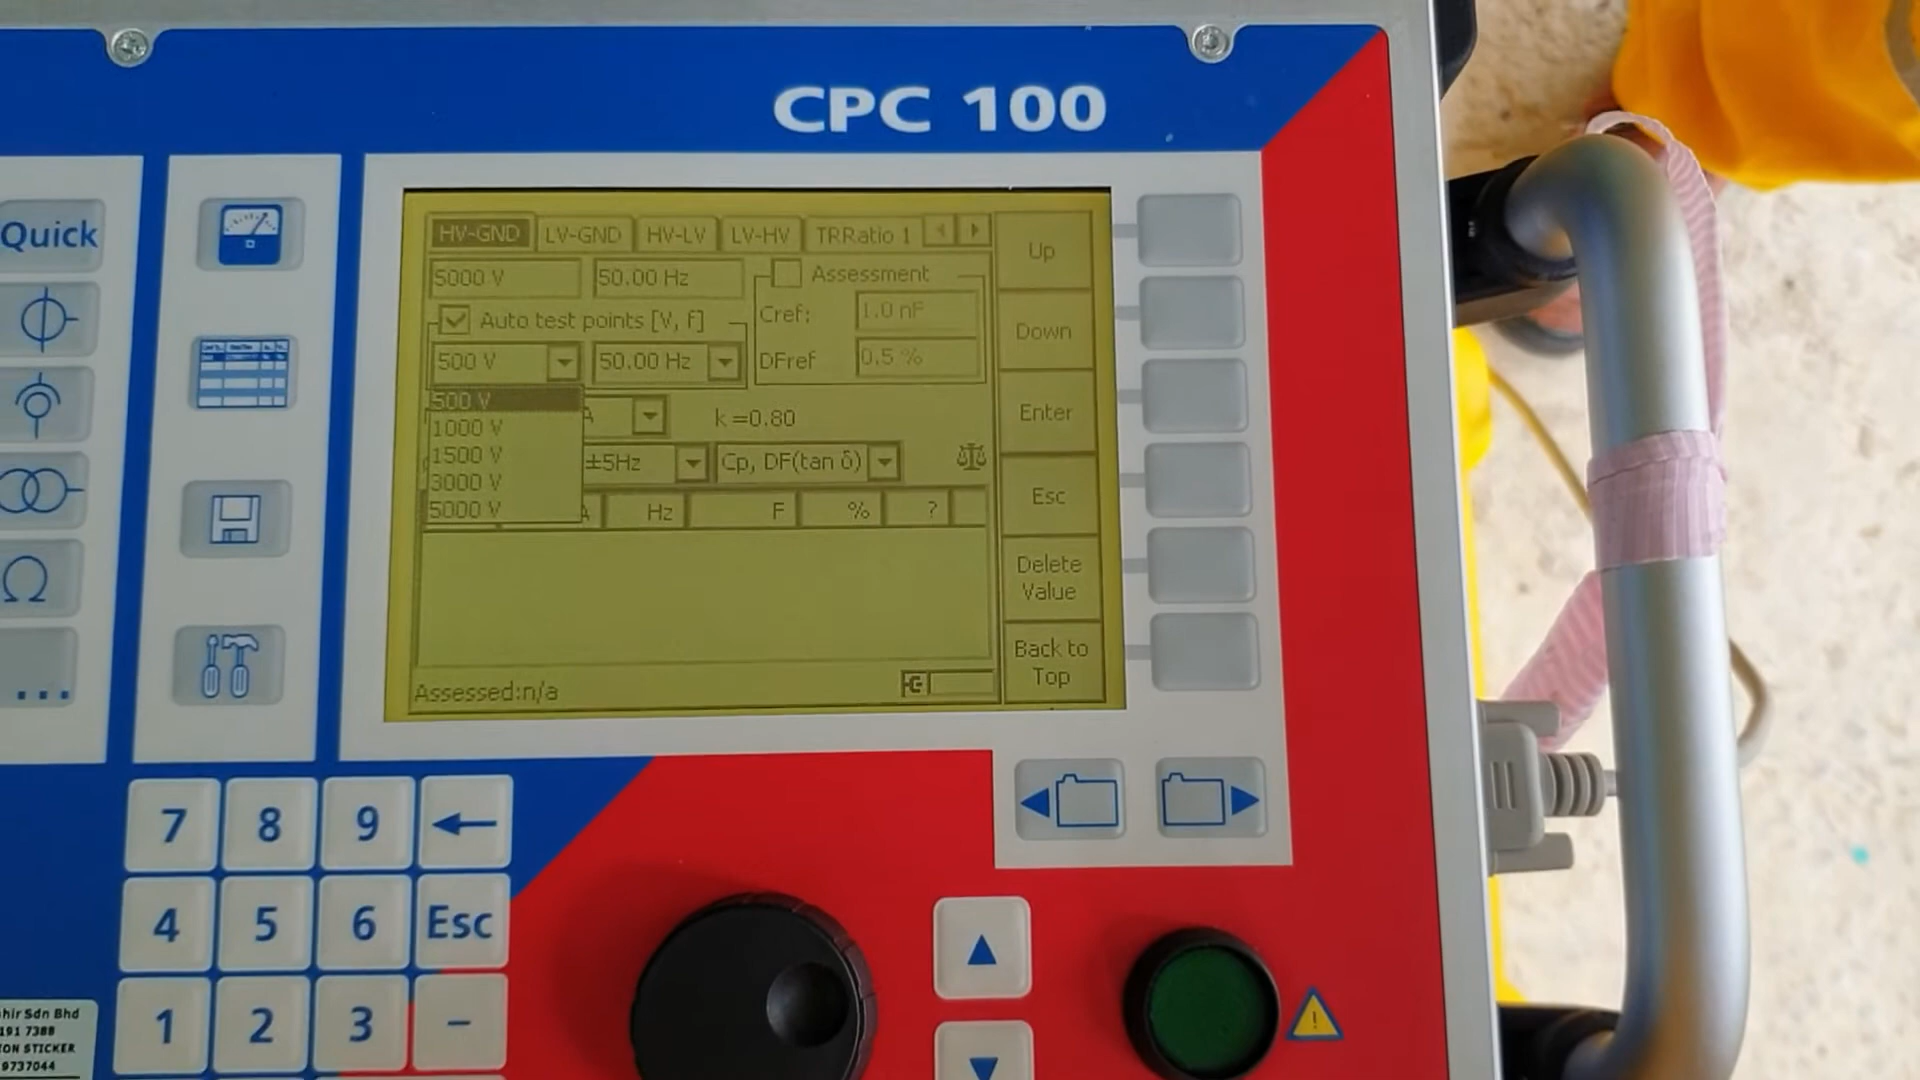 CPC 100
Quick
HV-GND LV-GND HV-LV LV-HV TRRatio 1
5000 V 50.00 Hz Assessment
Auto test points [V, f]
Cref: 1.0 nF
500 V 50.00 Hz
DFref 0.5 %
500 V
1000 V
1500 V
3000 V
5000 V
k =0.80
±5Hz Cp, DF(tan δ)
A Hz F % ?
Assessed:n/a
Up
Down
Enter
Esc
Delete
Value
Back to
Top
Ω
...
7 8 9
4 5 6 Esc
1 2 3 –
hir Sdn Bhd
191 7388
ION STICKER
9737044